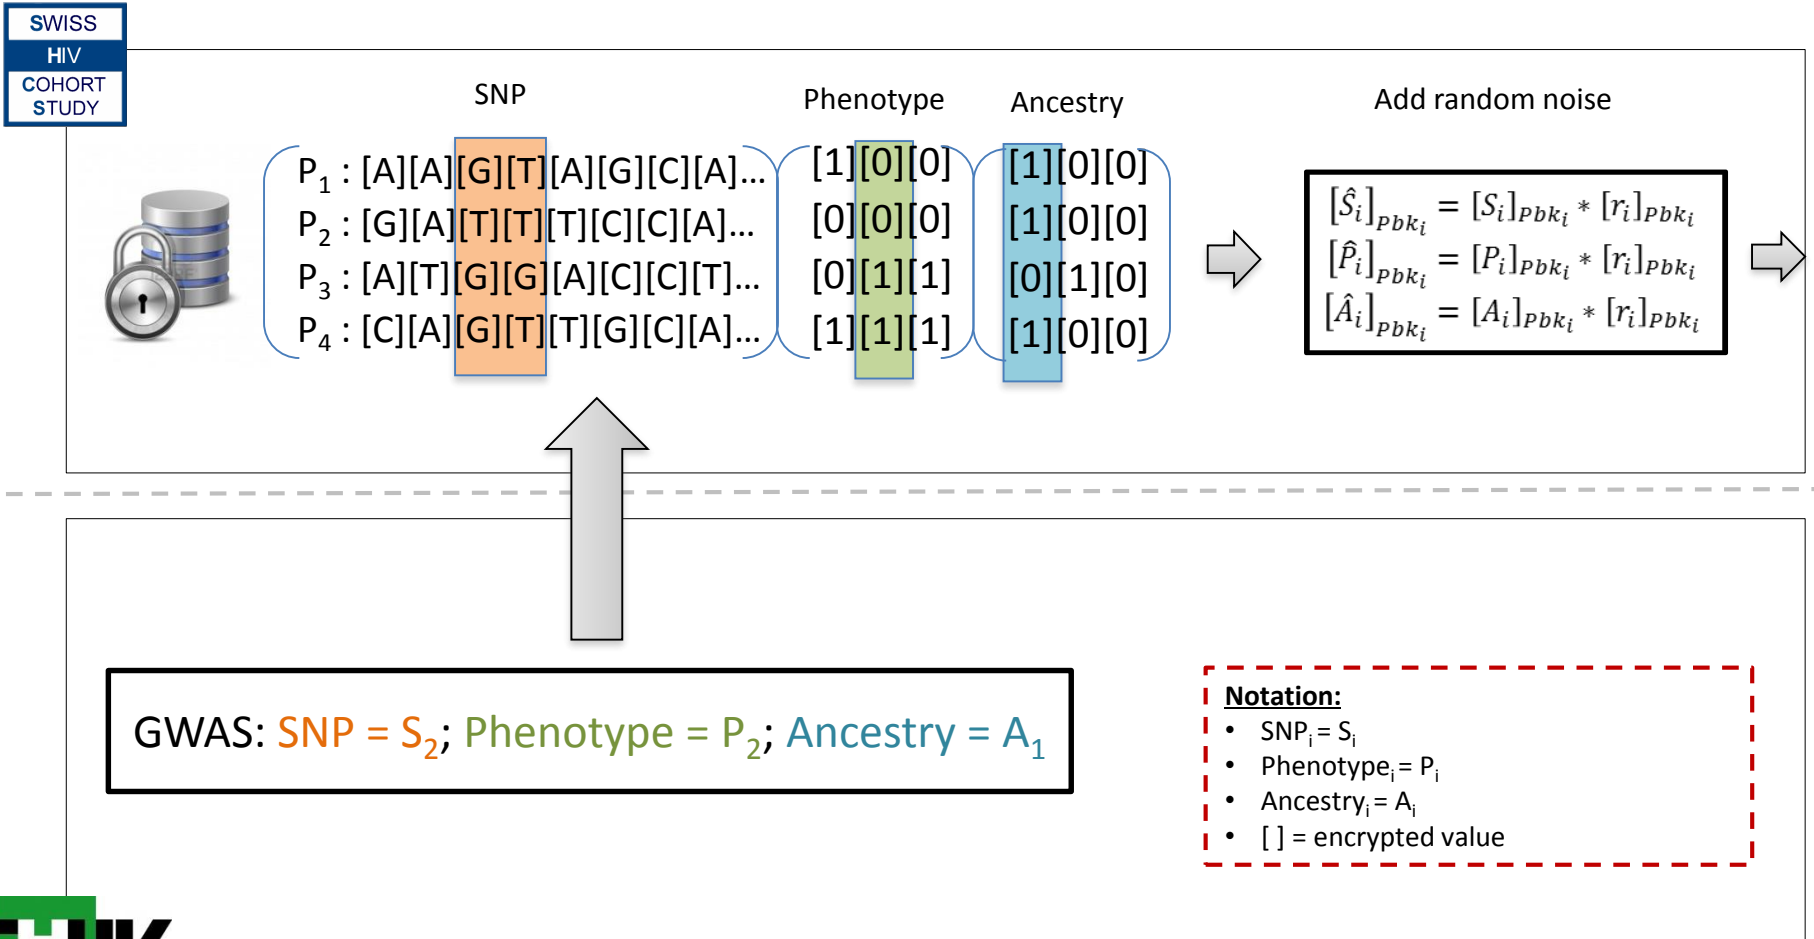 SWISS
HIV
COHORT
STUDY
SNP
Phenotype
Ancestry
Add random noise
P1 : [A][A][G][T][A][G][C][A]... [1][0][0] [1][0][0]
P2 : [G][A][T][T][T][C][C][A]... [0][0][0] [1][0][0]
P3 : [A][T][G][G][A][C][C][T]... [0][1][1] [0][1][0]
P4 : [C][A][G][T][T][G][C][A]... [1][1][1] [1][0][0]
[Ŝi]Pbki = [Si]Pbki * [ri]Pbki
[P̂i]Pbki = [Pi]Pbki * [ri]Pbki
[Âi]Pbki = [Ai]Pbki * [ri]Pbki
GWAS: SNP = S2; Phenotype = P2; Ancestry = A1
Notation:
• SNPi = Si
• Phenotypei = Pi
• Ancestryi = Ai
• [ ] = encrypted value